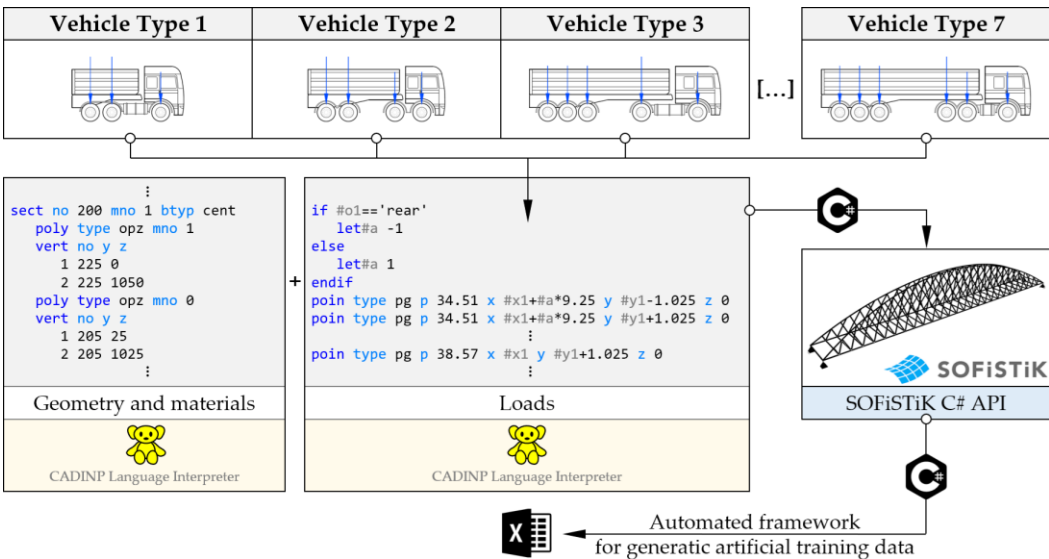 Vehicle Type 1
Vehicle Type 2
Vehicle Type 3
Vehicle Type 7
[...]
⋮
sect no 200 mno 1 btyp cent
poly type opz mno 1
vert no y z
1 225 0
2 225 1050
poly type opz mno 0
vert no y z
1 205 25
2 205 1025
⋮
Geometry and materials
CADINP Language Interpreter
+
if #o1=='rear'
let#a -1
else
let#a 1
endif
poin type pg p 34.51 x #x1+#a*9.25 y #y1-1.025 z 0
poin type pg p 34.51 x #x1+#a*9.25 y #y1+1.025 z 0
⋮
poin type pg p 38.57 x #x1 y #y1+1.025 z 0
⋮
Loads
CADINP Language Interpreter
C#
SOFiSTiK
SOFiSTiK C# API
C#
X
Automated framework
for generatic artificial training data